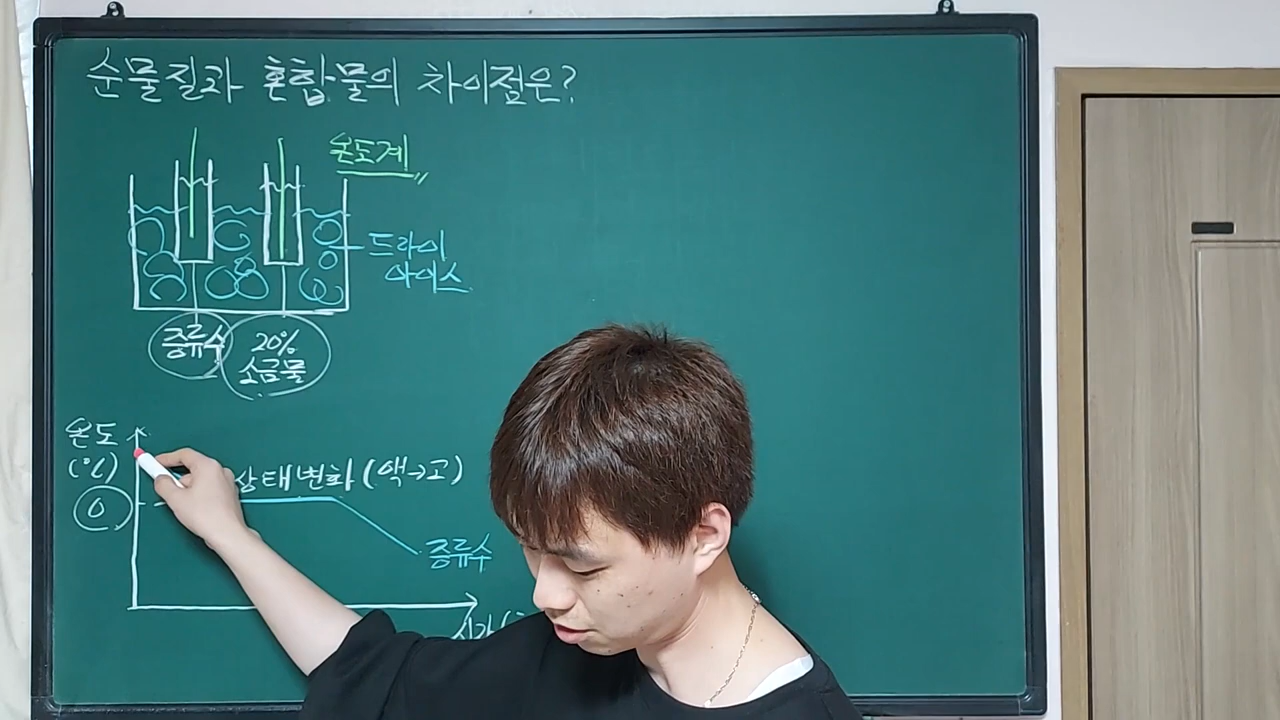 순물질과 혼합물의 차이점은?
온도계
드라이
아이스
증류수
20%
소금물
온도
(℃)
상태변화 (액→고)
0
증류수